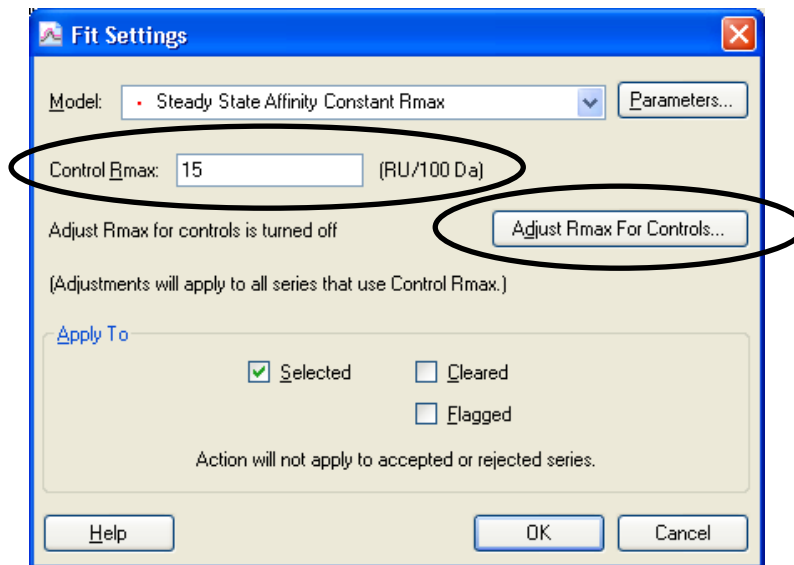 Fit Settings
Model: • Steady State Affinity Constant Rmax Parameters...
Control Rmax: 15 (RU/100 Da)
Adjust Rmax for controls is turned off Adjust Rmax For Controls...
(Adjustments will apply to all series that use Control Rmax.)
Apply To
Selected Cleared
Flagged
Action will not apply to accepted or rejected series.
Help OK Cancel